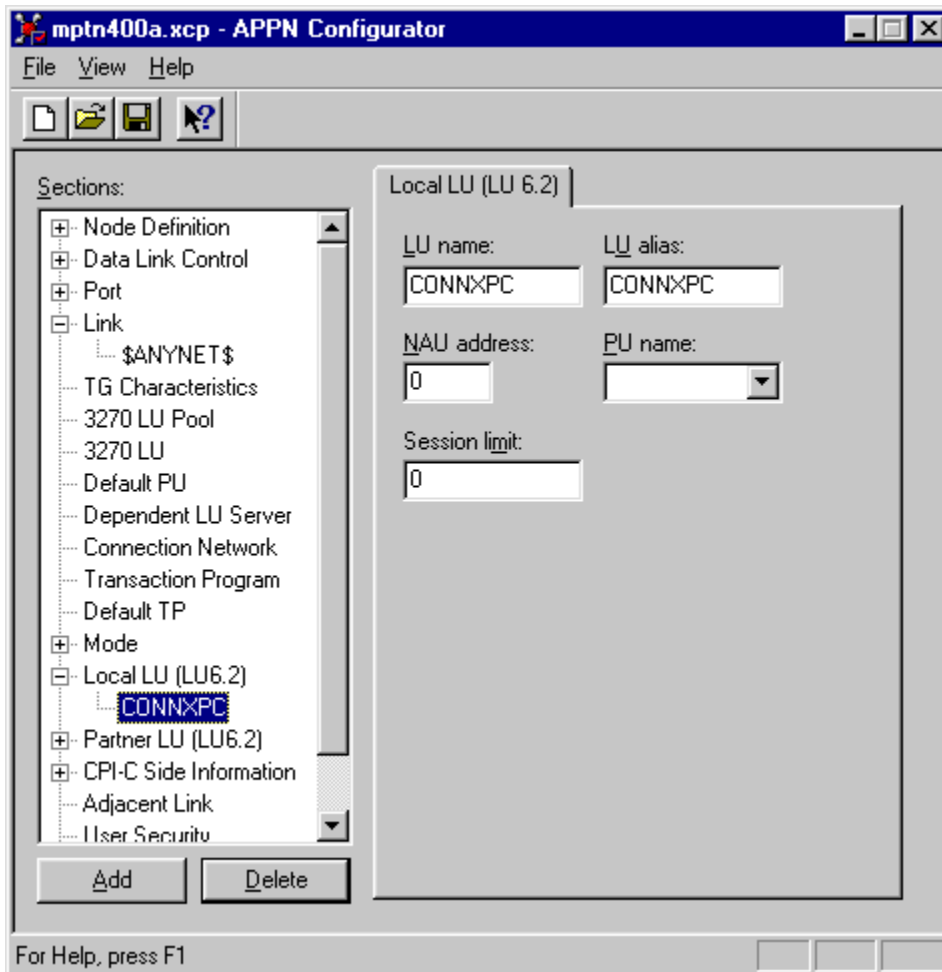 mptn400a.xcp - APPN Configurator
File View Help
Sections:
Node Definition
Data Link Control
Port
Link
$ANYNET$
TG Characteristics
3270 LU Pool
3270 LU
Default PU
Dependent LU Server
Connection Network
Transaction Program
Default TP
Mode
Local LU (LU6.2)
CONNXPC
Partner LU (LU6.2)
CPI-C Side Information
Adjacent Link
User Security
Add Delete
Local LU (LU 6.2)
LU name: LU alias:
CONNXPC CONNXPC
NAU address: PU name:
0
Session limit:
0
For Help, press F1